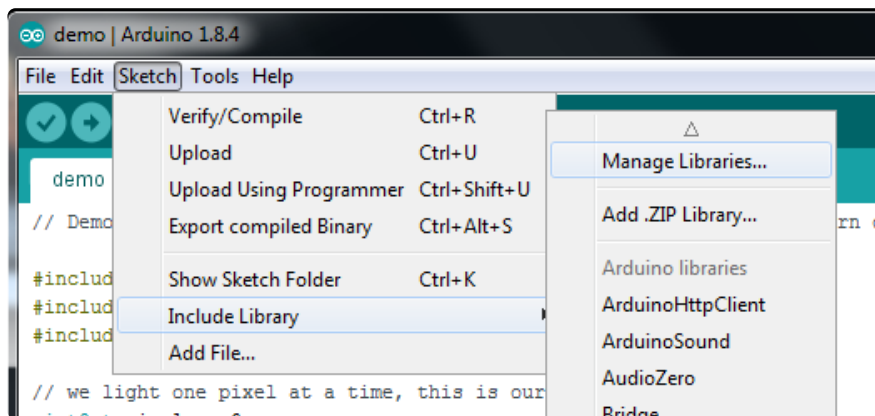 demo | Arduino 1.8.4
File Edit Sketch Tools Help
Verify/Compile Ctrl+R
Upload Ctrl+U
Upload Using Programmer Ctrl+Shift+U
Export compiled Binary Ctrl+Alt+S
Show Sketch Folder Ctrl+K
Include Library
Add File...
Manage Libraries...
Add .ZIP Library...
Arduino libraries
ArduinoHttpClient
ArduinoSound
AudioZero
Bridge
demo
// Demo
#includ
#includ
#includ
// we light one pixel at a time, this is our